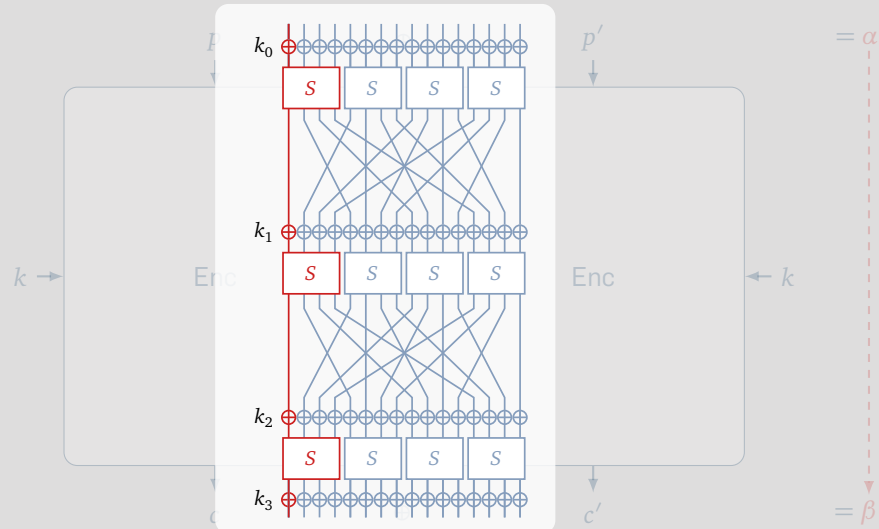 p p′ = α
k₀
S S S S
k₁
k Enc S S S S Enc k
k₂
S S S S
k₃
c c′ = β